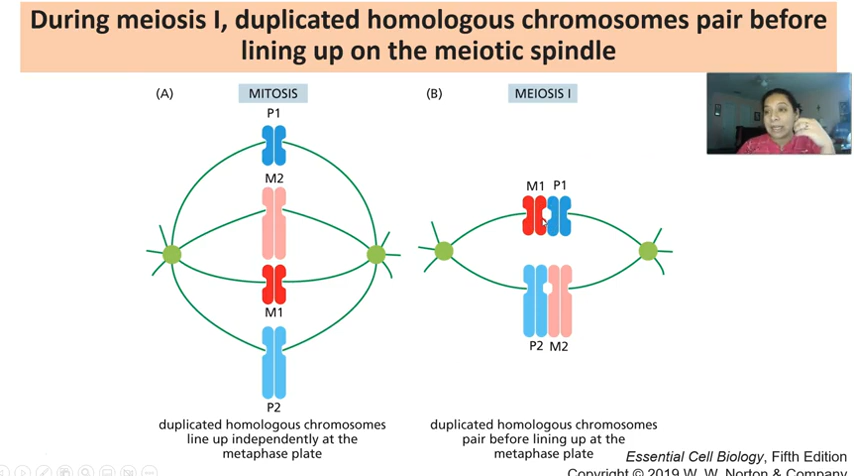 During meiosis I, duplicated homologous chromosomes pair before
lining up on the meiotic spindle
(A)
MITOSIS
P1
M2
M1
P2
duplicated homologous chromosomes
line up independently at the
metaphase plate
(B)
MEIOSIS I
M1 P1
P2 M2
duplicated homologous chromosomes
pair before lining up at the
metaphase plate
Essential Cell Biology, Fifth Edition
Copyright © 2019 W. W. Norton & Company